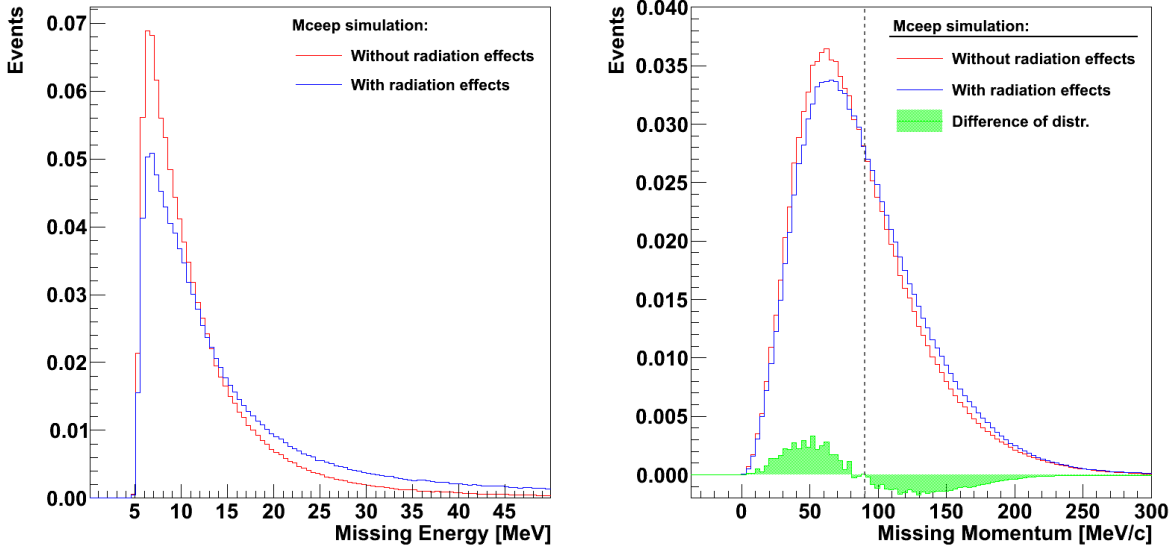 Events
0.07
0.06
0.05
0.04
0.03
0.02
0.01
0.00
5 10 15 20 25 30 35 40 45
Missing Energy [MeV]
Mceep simulation:
Without radiation effects
With radiation effects
Events
0.040
0.035
0.030
0.025
0.020
0.015
0.010
0.005
0.000
0 50 100 150 200 250 300
Missing Momentum [MeV/c]
Mceep simulation:
Without radiation effects
With radiation effects
Difference of distr.